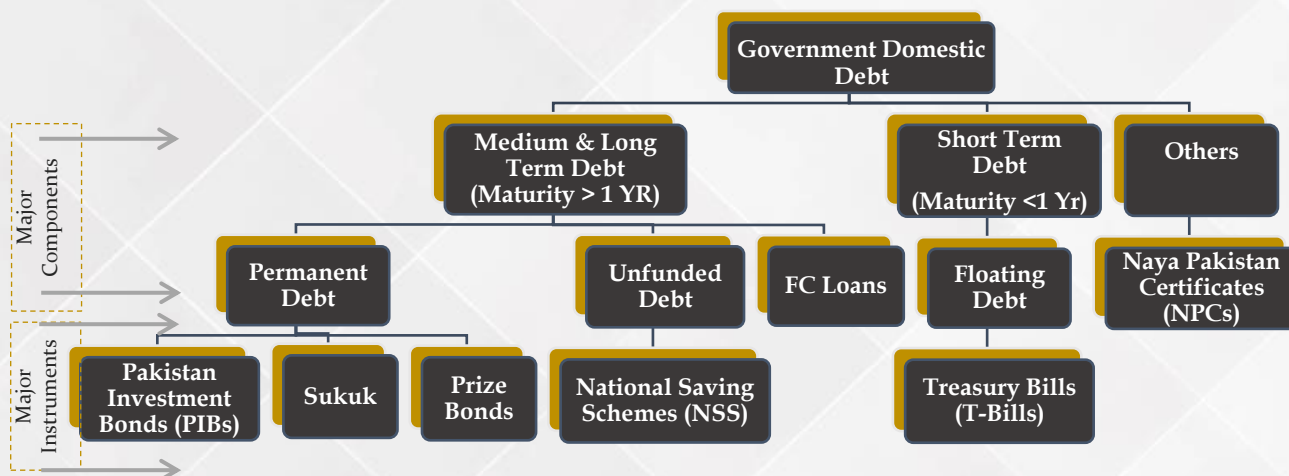 Government Domestic
Debt
Major
Components
Medium & Long
Term Debt
(Maturity > 1 YR)
Short Term
Debt
(Maturity <1 Yr)
Others
Permanent
Debt
Unfunded
Debt
FC Loans
Floating
Debt
Naya Pakistan
Certificates
(NPCs)
Major
Instruments
Pakistan
Investment
Bonds (PIBs)
Sukuk
Prize
Bonds
National Saving
Schemes (NSS)
Treasury Bills
(T-Bills)